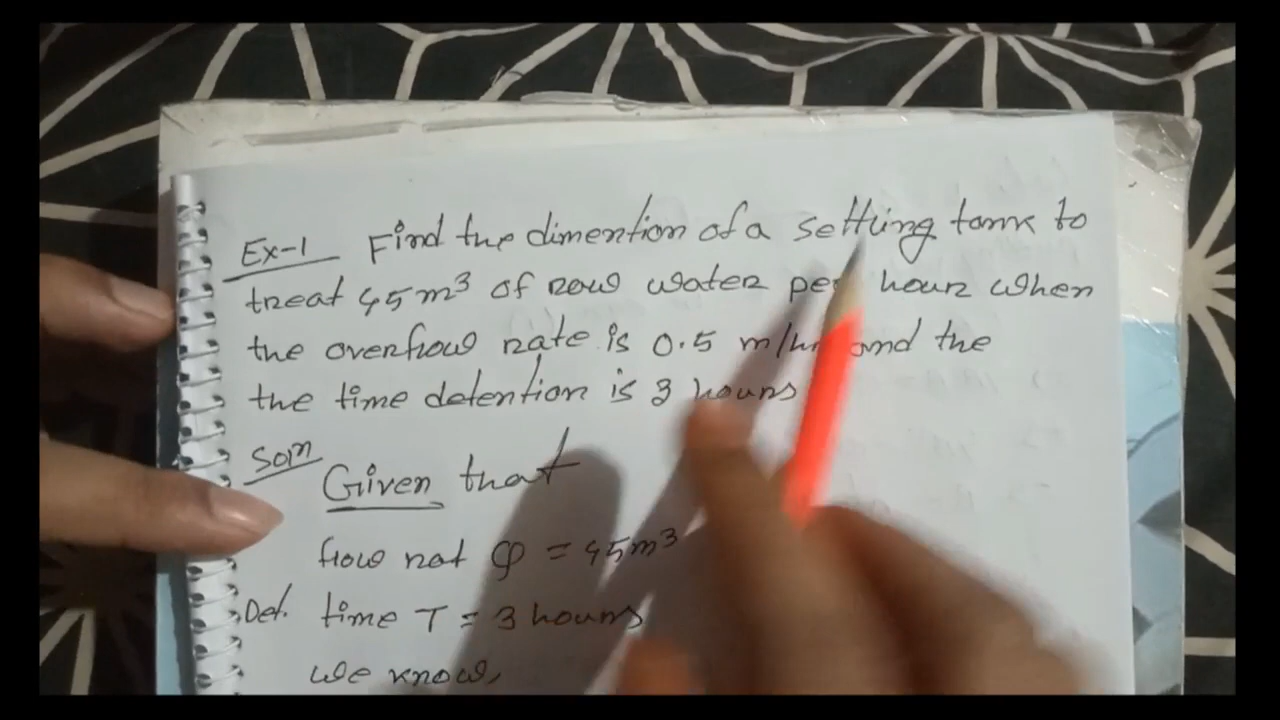 Ex-1 Find the dimention of a settling tank to
treat 45m³ of raw water per hour when
the overflow rate is 0.5 m/hr and the
the time detention is 3 hours
Soln
Given that
flow rat Q = 45m³
Det. time T = 3 hours
we know,